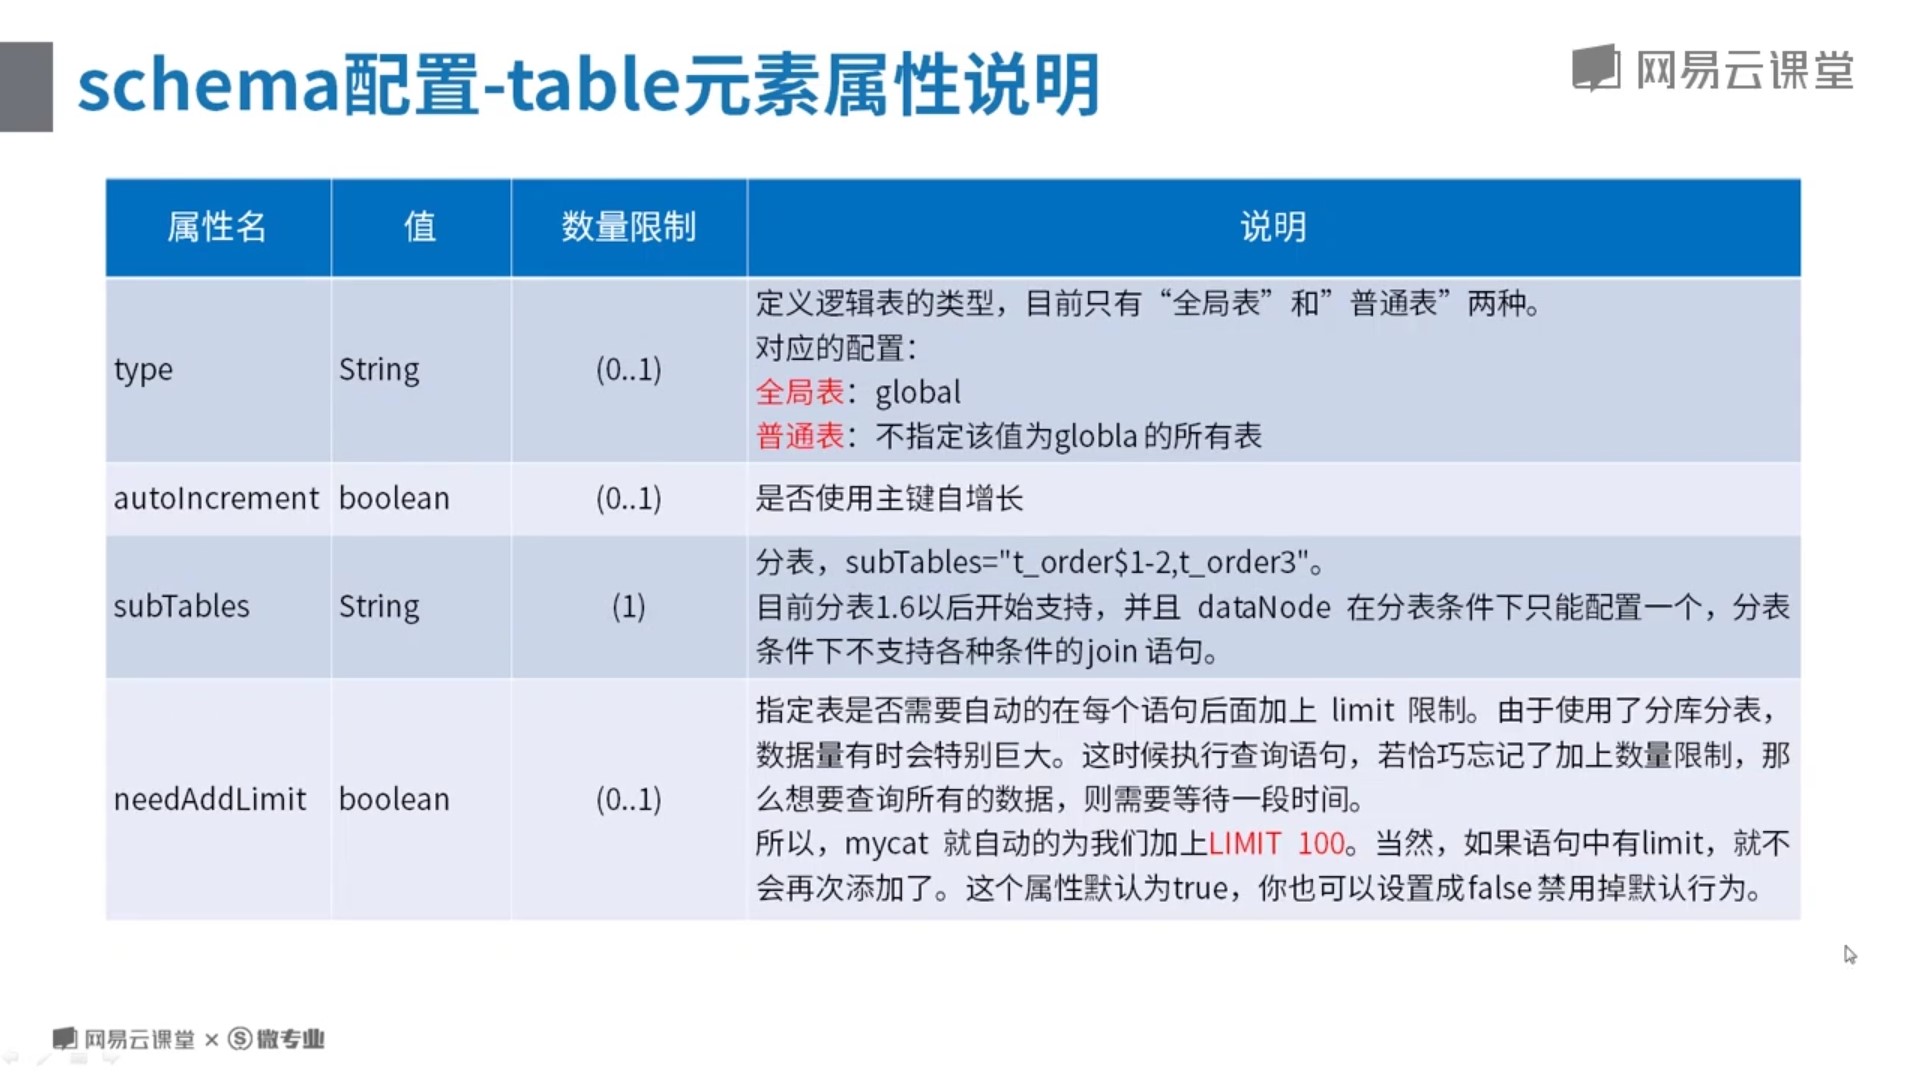 schema配置-table元素属性说明
网易云课堂
属性名 值 数量限制 说明
type String (0..1)
定义逻辑表的类型，目前只有“全局表”和”普通表”两种。
对应的配置：
全局表：global
普通表：不指定该值为globla 的所有表
autoIncrement boolean (0..1) 是否使用主键自增长
subTables String (1)
分表，subTables="t_order$1-2,t_order3"。
目前分表1.6以后开始支持，并且 dataNode 在分表条件下只能配置一个，分表
条件下不支持各种条件的join 语句。
needAddLimit boolean (0..1)
指定表是否需要自动的在每个语句后面加上 limit 限制。由于使用了分库分表，
数据量有时会特别巨大。这时候执行查询语句，若恰巧忘记了加上数量限制，那
么想要查询所有的数据，则需要等待一段时间。
所以，mycat 就自动的为我们加上LIMIT 100。当然，如果语句中有limit，就不
会再次添加了。这个属性默认为true，你也可以设置成false 禁用掉默认行为。
网易云课堂 × S 微专业